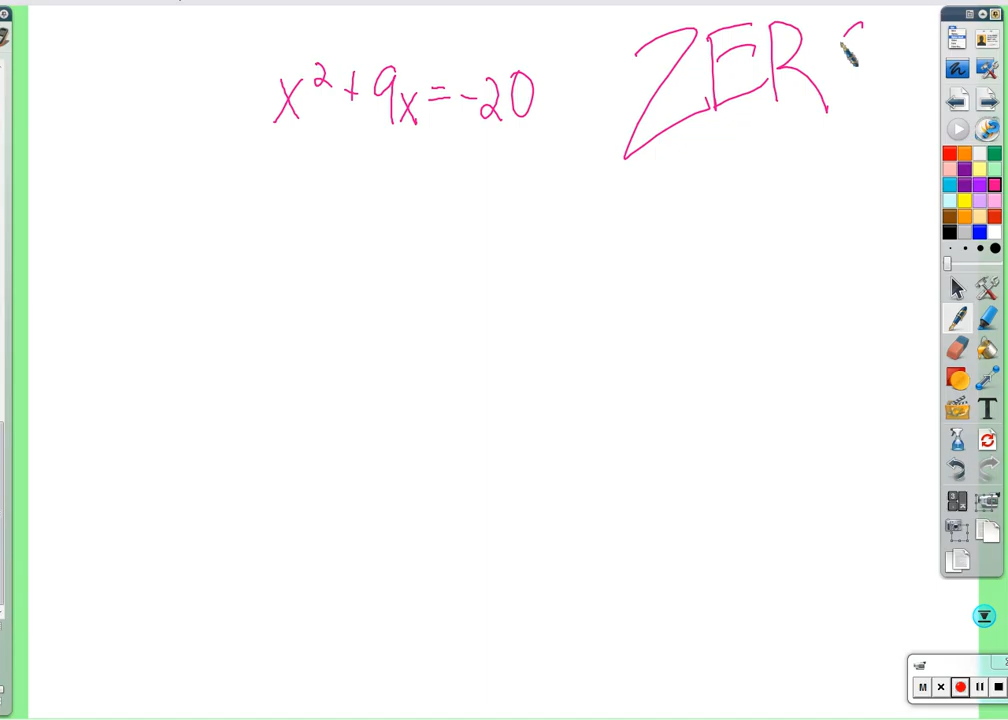 x² + 9x = -20
ZER